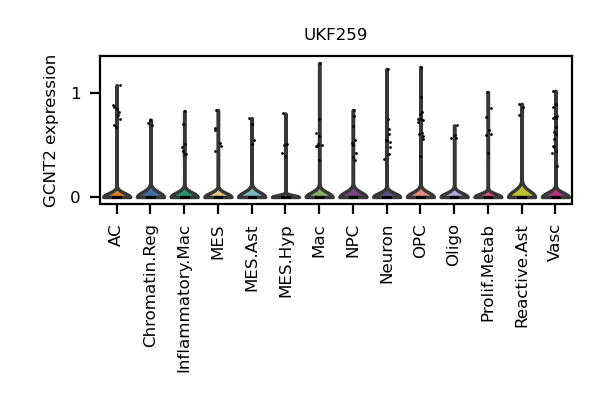 UKF259
GCNT2 expression
1
0
AC
Chromatin.Reg
Inflammatory.Mac
MES
MES.Ast
MES.Hyp
Mac
NPC
Neuron
OPC
Oligo
Prolif.Metab
Reactive.Ast
Vasc